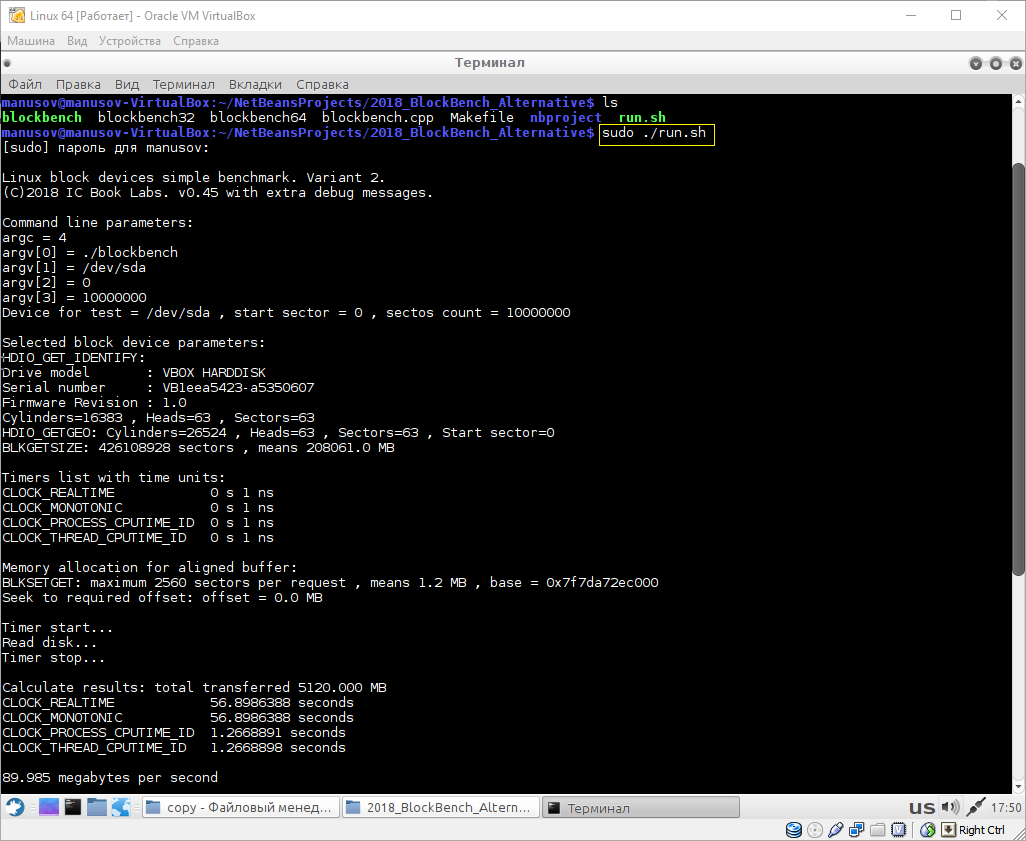 Linux 64 [Работает] - Oracle VM VirtualBox
Машина Вид Устройства Справка
Терминал
Файл Правка Вид Терминал Вкладки Справка
manusov@manusov-VirtualBox:~/NetBeansProjects/2018_BlockBench_Alternative$ ls
blockbench blockbench32 blockbench64 blockbench.cpp Makefile nbproject run.sh
manusov@manusov-VirtualBox:~/NetBeansProjects/2018_BlockBench_Alternative$ sudo ./run.sh
[sudo] пароль для manusov:
Linux block devices simple benchmark. Variant 2.
(C)2018 IC Book Labs. v0.45 with extra debug messages.
Command line parameters:
argc = 4
argv[0] = ./blockbench
argv[1] = /dev/sda
argv[2] = 0
argv[3] = 10000000
Device for test = /dev/sda , start sector = 0 , sectos count = 10000000
Selected block device parameters:
HDIO_GET_IDENTIFY:
Drive model : VBOX HARDDISK
Serial number : VB1eea5423-a5350607
Firmware Revision : 1.0
Cylinders=16383 , Heads=63 , Sectors=63
HDIO_GETGEO: Cylinders=26524 , Heads=63 , Sectors=63 , Start sector=0
BLKGETSIZE: 426108928 sectors , means 208061.0 MB
Timers list with time units:
CLOCK_REALTIME 0 s 1 ns
CLOCK_MONOTONIC 0 s 1 ns
CLOCK_PROCESS_CPUTIME_ID 0 s 1 ns
CLOCK_THREAD_CPUTIME_ID 0 s 1 ns
Memory allocation for aligned buffer:
BLKSETGET: maximum 2560 sectors per request , means 1.2 MB , base = 0x7f7da72ec000
Seek to required offset: offset = 0.0 MB
Timer start...
Read disk...
Timer stop...
Calculate results: total transferred 5120.000 MB
CLOCK_REALTIME 56.8986388 seconds
CLOCK_MONOTONIC 56.8986388 seconds
CLOCK_PROCESS_CPUTIME_ID 1.2668891 seconds
CLOCK_THREAD_CPUTIME_ID 1.2668898 seconds
89.985 megabytes per second
copy - Файловый менед... 2018_BlockBench_Altern... Терминал us 17:50
Right Ctrl